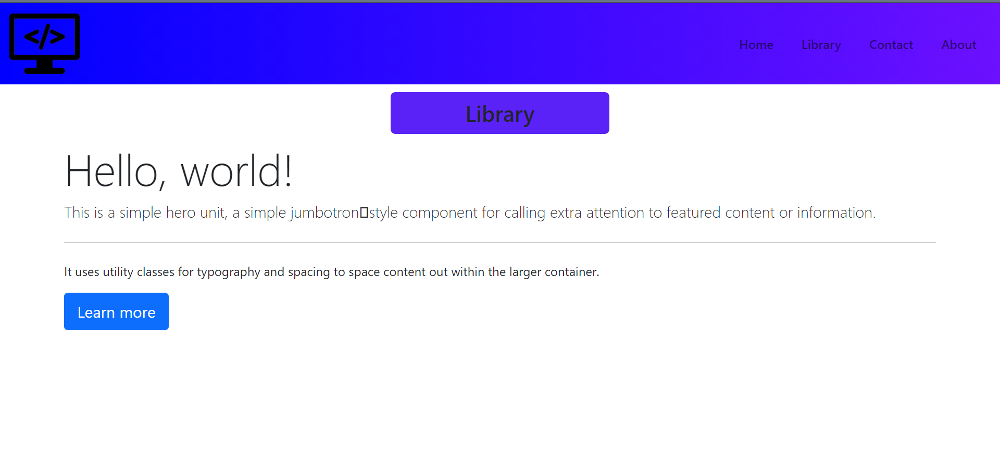 </>
Home Library Contact About
Library
Hello, world!
This is a simple hero unit, a simple jumbotron▯style component for calling extra attention to featured content or information.
It uses utility classes for typography and spacing to space content out within the larger container.
Learn more